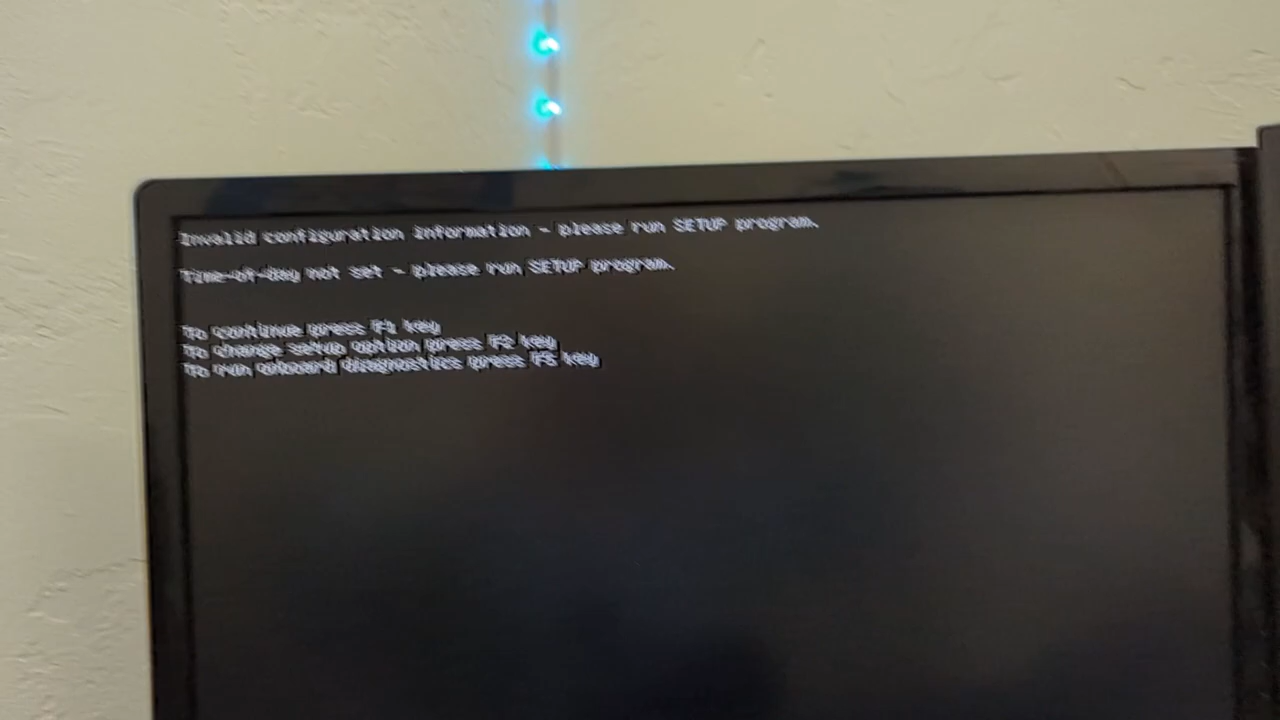 Invalid configuration information - please run SETUP program.
Time-of-day not set - please run SETUP program.
To continue press F1 key
To change setup option press F2 key
To run onboard diagnostics press F5 key